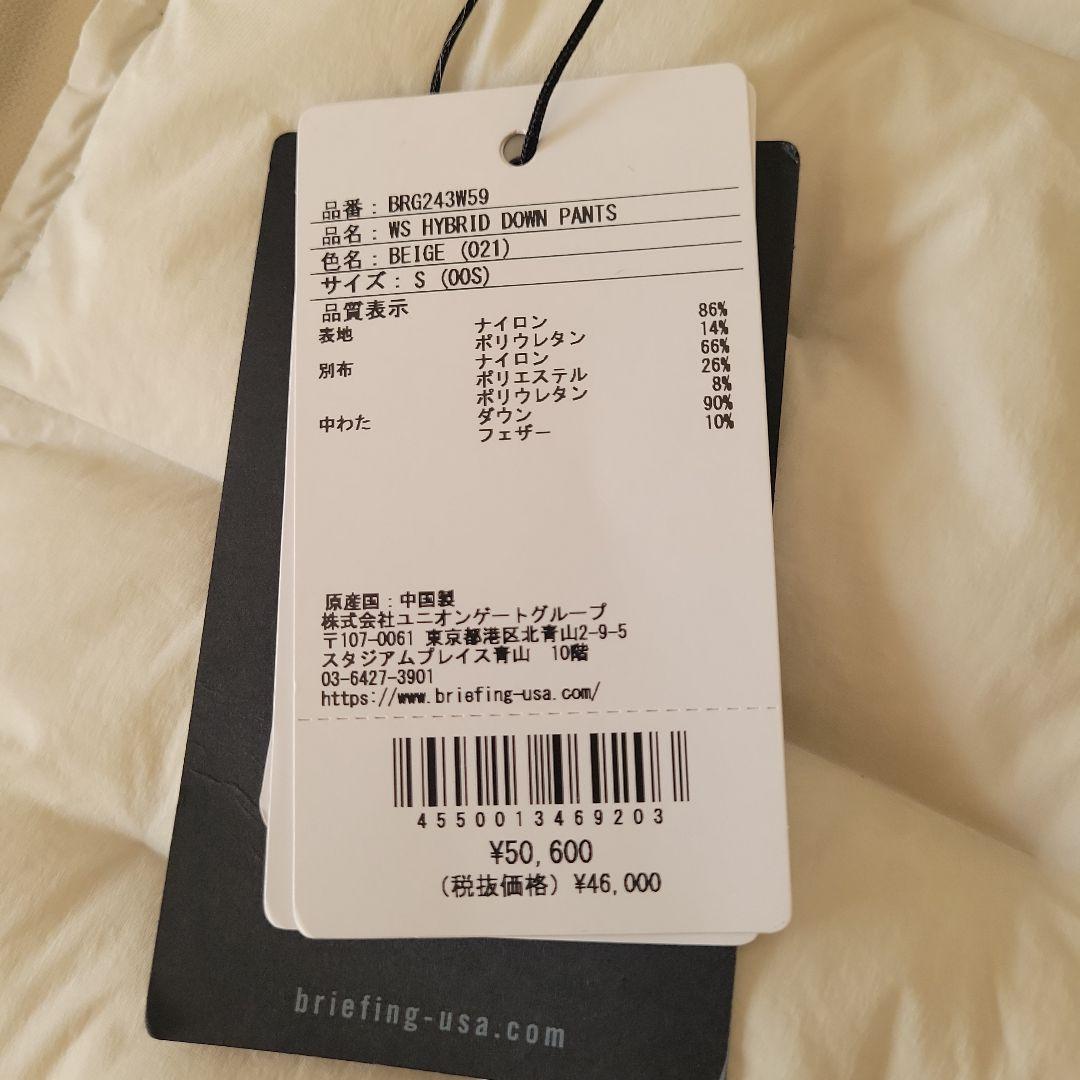 品番：BRG243W59
品名：WS HYBRID DOWN PANTS
色名：BEIGE (021)
サイズ：S (00S)
品質表示
表地 ナイロン 86%
ポリウレタン 14%
別布 ナイロン 66%
ポリエステル 26%
ポリウレタン 8%
中わた ダウン 90%
フェザー 10%
原産国：中国製
株式会社ユニオンゲートグループ
〒107-0061 東京都港区北青山2-9-5
スタジアムプレイス青山 10階
03-6427-3901
https://www.briefing-usa.com/
4550013469203
¥50,600
（税抜価格）¥46,000
briefing-usa.com